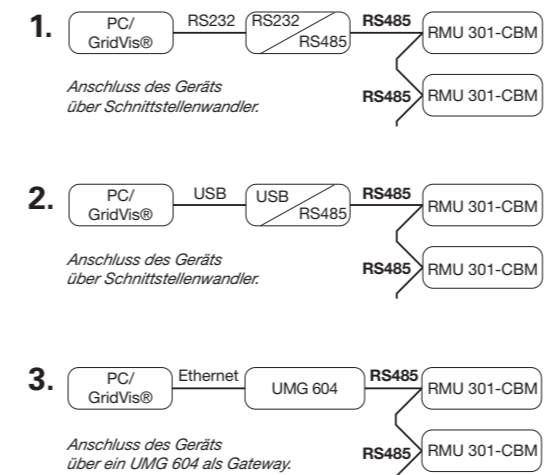 1.
PC/
GridVis®
RS232
RS232
RS485
RS485
RMU 301-CBM
Anschluss des Geräts
über Schnittstellenwandler.
RS485
RMU 301-CBM
2.
PC/
GridVis®
USB
USB
RS485
RS485
RMU 301-CBM
Anschluss des Geräts
über Schnittstellenwandler.
RS485
RMU 301-CBM
3.
PC/
GridVis®
Ethernet
UMG 604
RS485
RMU 301-CBM
Anschluss des Geräts
über ein UMG 604 als Gateway.
RS485
RMU 301-CBM